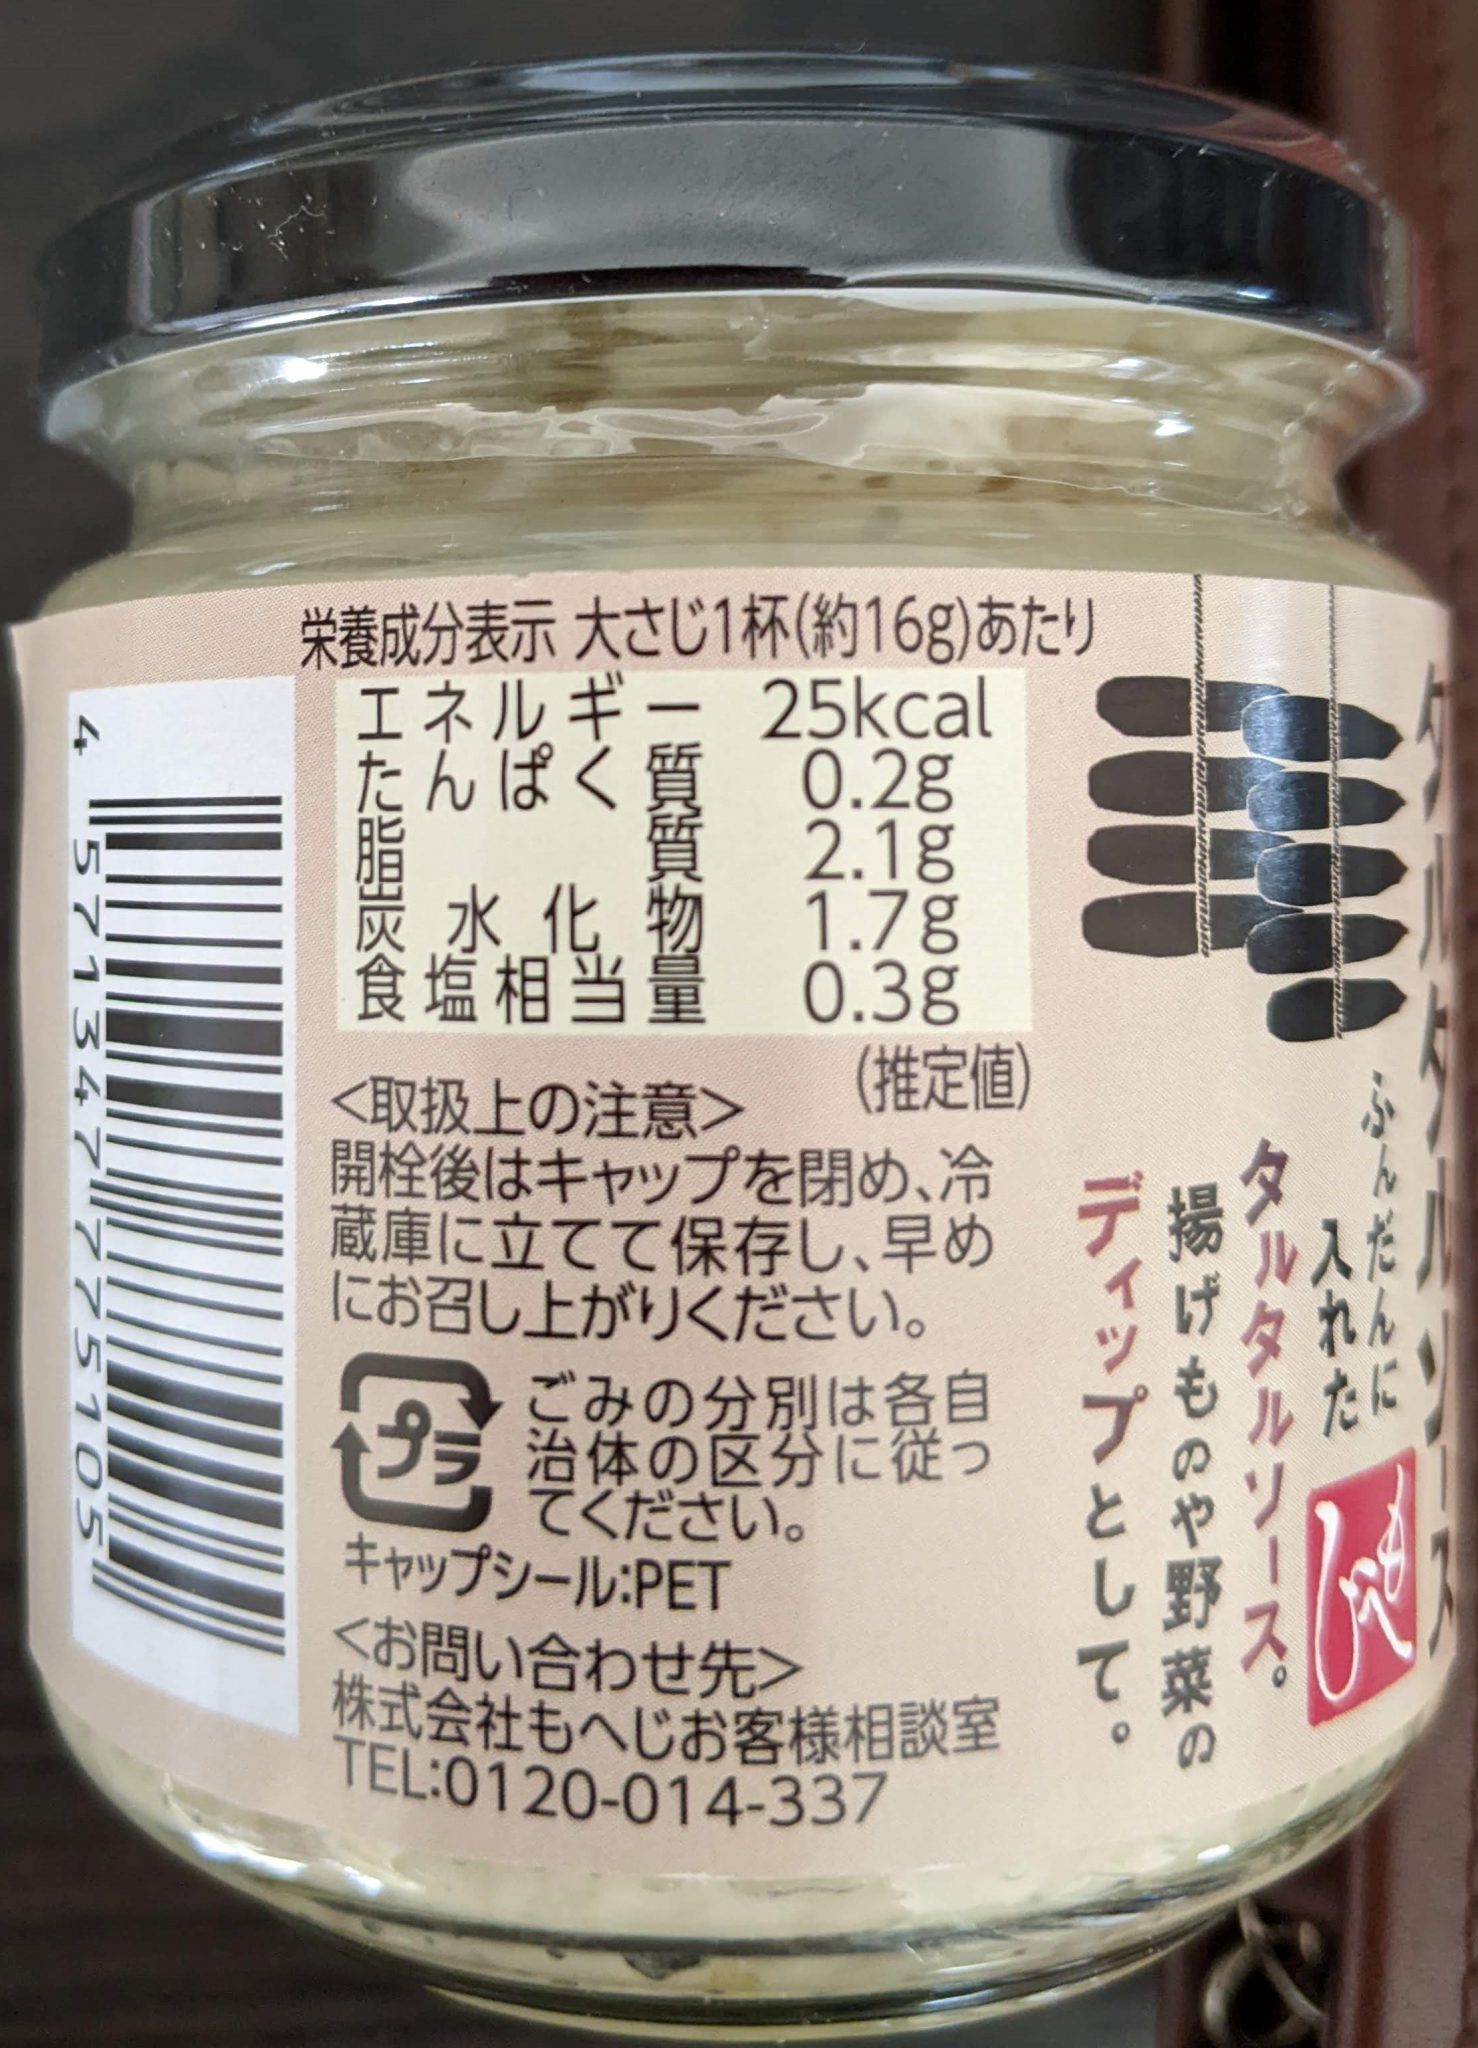 栄養成分表示 大さじ1杯(約16g)あたり
エネルギー 25kcal
たんぱく質 0.2g
脂質 2.1g
炭水化物 1.7g
食塩相当量 0.3g
(推定値)
<取扱上の注意>
開栓後はキャップを閉め、冷
蔵庫に立てて保存し、早め
にお召し上がりください。
プラ
ごみの分別は各自
治体の区分に従っ
てください。
キャップシール:PET
<お問い合わせ先>
株式会社もへじお客様相談室
TEL:0120-014-337
4571347775105
タルタルソース
ふんだんに
入れた
タルタルソース。
揚げものや野菜の
ディップとして。
もへじ